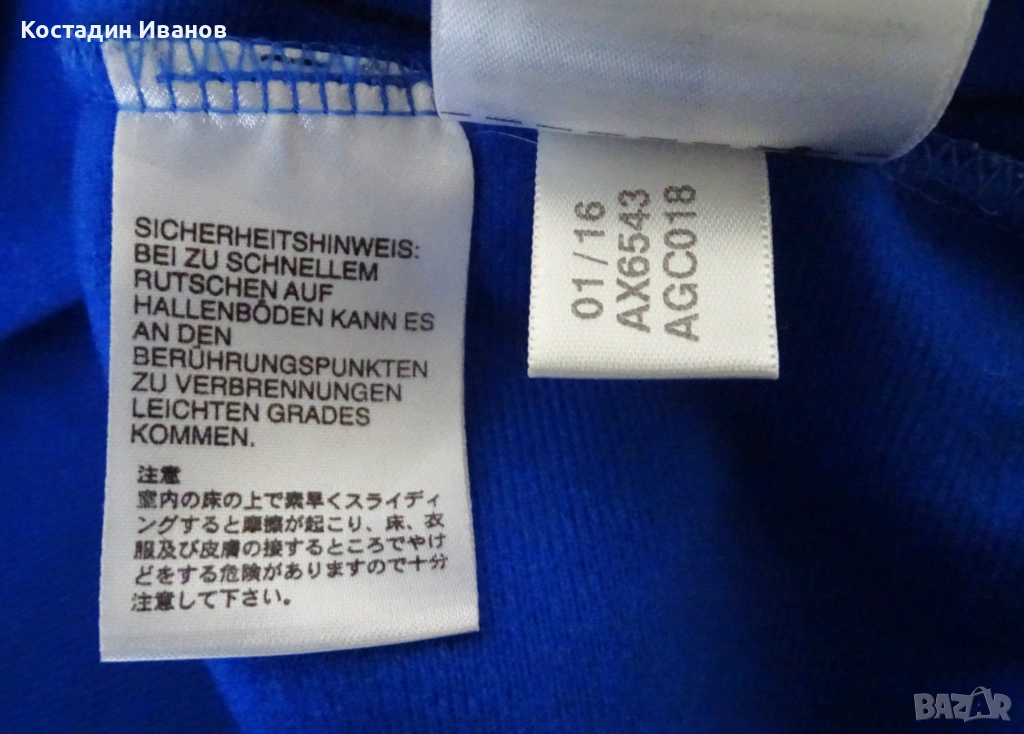 Костадин Иванов
SICHERHEITSHINWEIS:
BEI ZU SCHNELLEM
RUTSCHEN AUF
HALLENBÖDEN KANN ES
AN DEN
BERÜHRUNGSPUNKTEN
ZU VERBRENNUNGEN
LEICHTEN GRADES
KOMMEN.
注意
室内の床の上で素早くスライディ
ングすると摩擦が起こり、床、衣
服及び皮膚の接するところでやけ
どをする危険がありますので十分
注意して下さい。
01/16
AX6543
AGC018
BAZAR